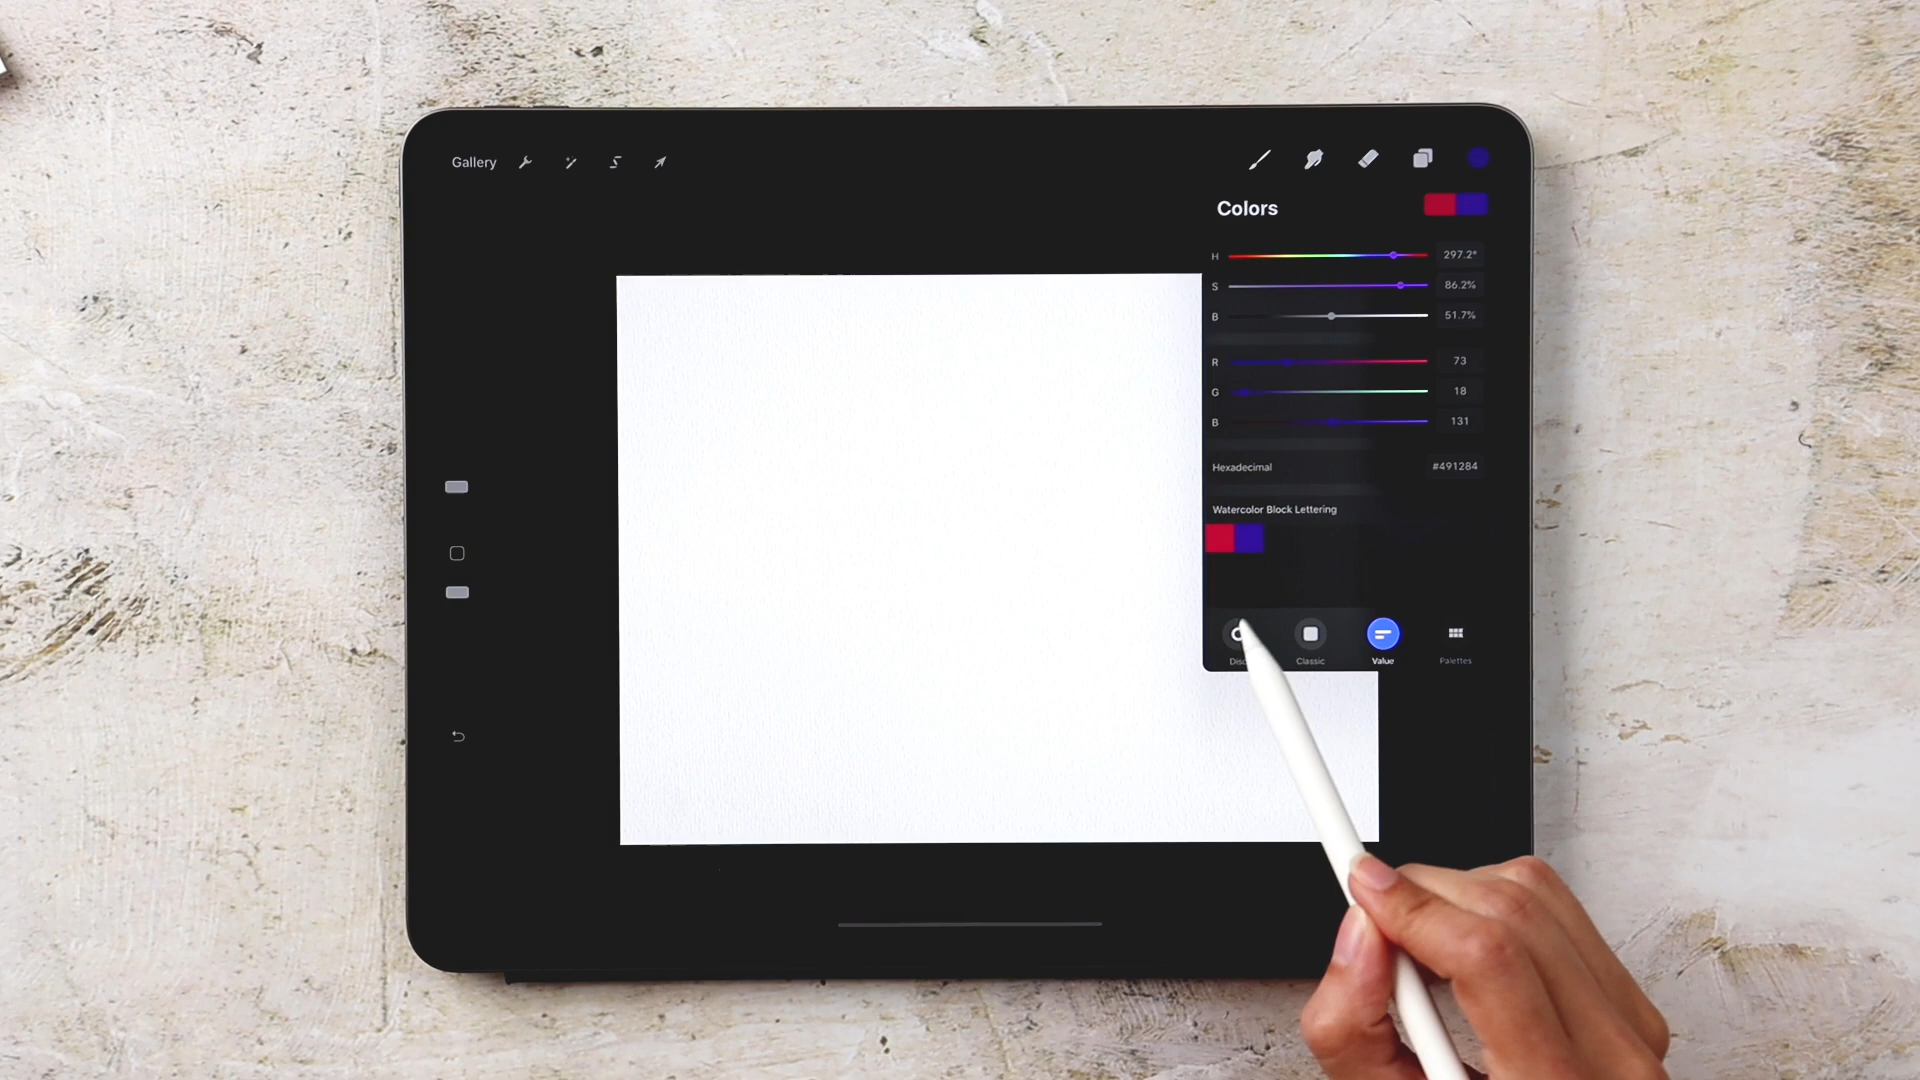 Gallery
Colors
H 297.2°
S 86.2%
B 51.7%
R 73
G 18
B 131
Hexadecimal #491284
Watercolor Block Lettering
Classic Value Palettes